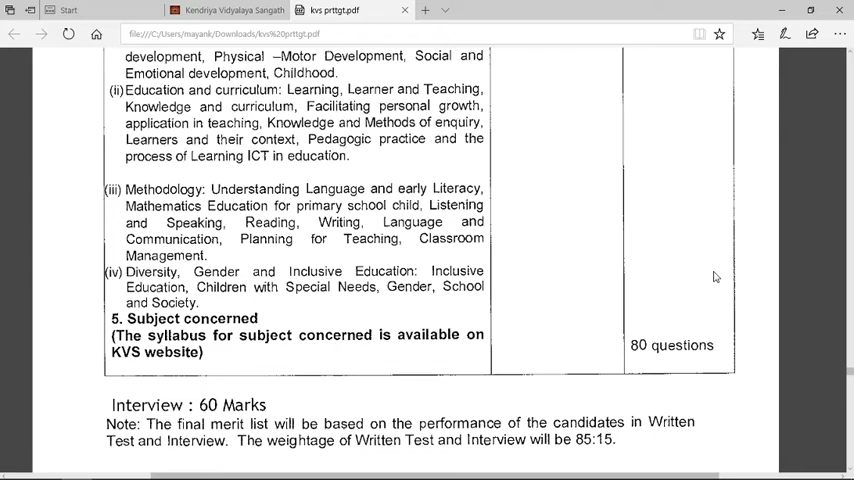 Start
Kendriya Vidyalaya Sangath
kvs prttgt.pdf
file:///C:/Users/mayank/Downloads/kvs%20prttgt.pdf
development, Physical –Motor Development, Social and
Emotional development, Childhood.
(ii) Education and curriculum: Learning, Learner and Teaching,
Knowledge and curriculum, Facilitating personal growth,
application in teaching, Knowledge and Methods of enquiry,
Learners and their context, Pedagogic practice and the
process of Learning ICT in education.
(iii) Methodology: Understanding Language and early Literacy,
Mathematics Education for primary school child, Listening
and Speaking, Reading, Writing, Language and
Communication, Planning for Teaching, Classroom
Management.
(iv) Diversity, Gender and Inclusive Education: Inclusive
Education, Children with Special Needs, Gender, School
and Society.
5. Subject concerned
(The syllabus for subject concerned is available on
KVS website)
80 questions
Interview : 60 Marks
Note: The final merit list will be based on the performance of the candidates in Written
Test and Interview. The weightage of Written Test and Interview will be 85:15.